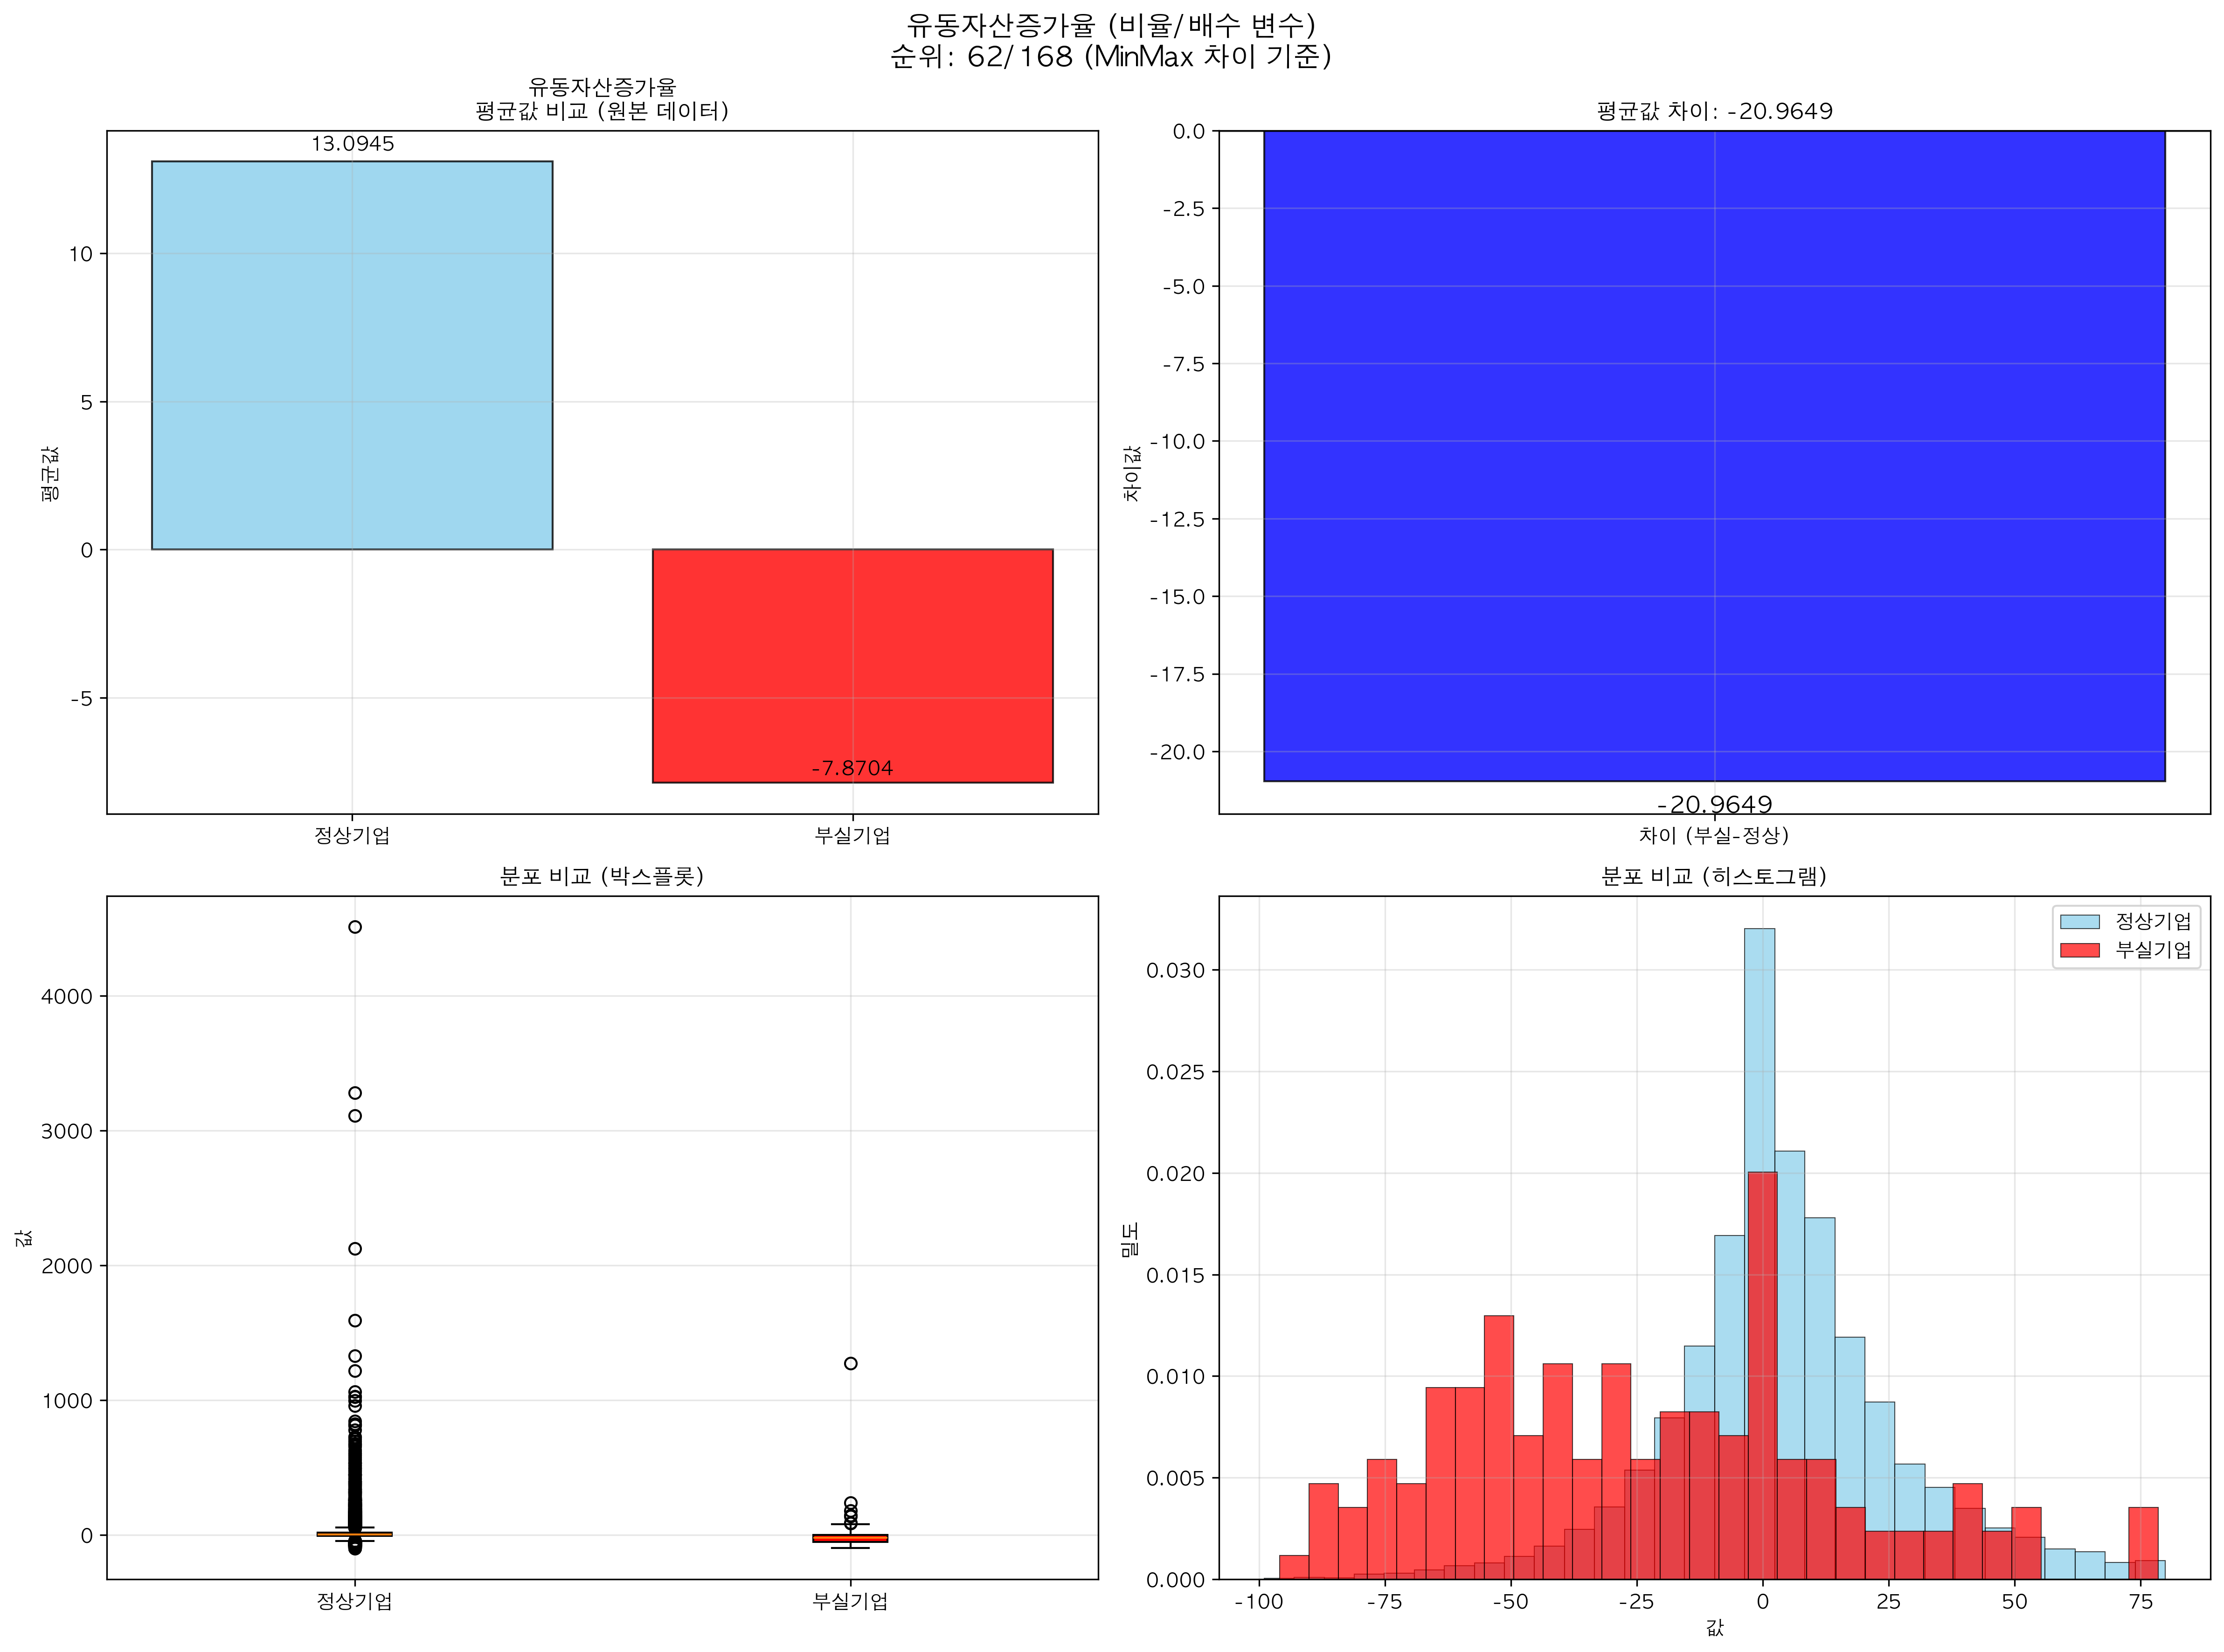 유동자산증가율 (비율/배수 변수)
순위: 62/168 (MinMax 차이 기준)
유동자산증가율
평균값 비교 (원본 데이터)
13.0945
10
5
0
-5
평균값
-7.8704
정상기업
부실기업
평균값 차이: -20.9649
0.0
-2.5
-5.0
-7.5
-10.0
-12.5
-15.0
-17.5
-20.0
차이값
-20.9649
차이 (부실-정상)
분포 비교 (박스플롯)
4000
3000
2000
1000
0
값
정상기업
부실기업
분포 비교 (히스토그램)
정상기업
부실기업
0.030
0.025
0.020
0.015
0.010
0.005
0.000
밀도
-100
-75
-50
-25
0
25
50
75
값